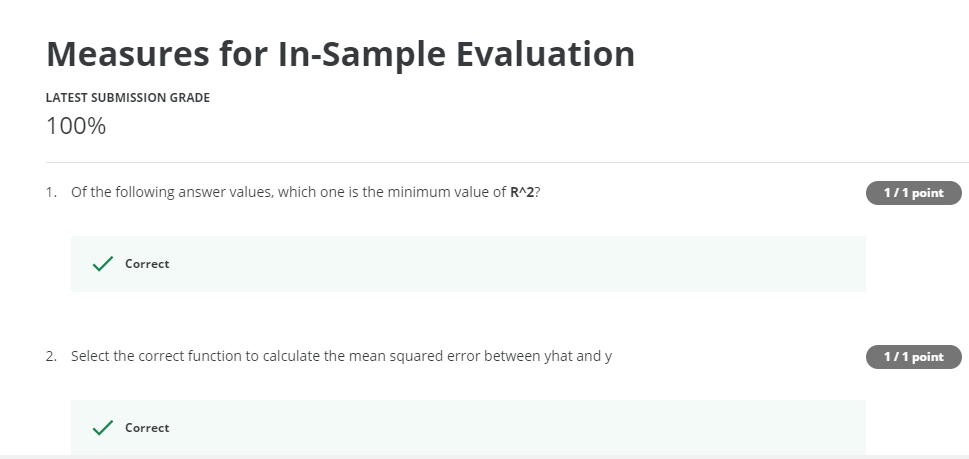 Measures for In-Sample Evaluation
LATEST SUBMISSION GRADE
100%
1. Of the following answer values, which one is the minimum value of R^2?
1 / 1 point
Correct
2. Select the correct function to calculate the mean squared error between yhat and y
1 / 1 point
Correct